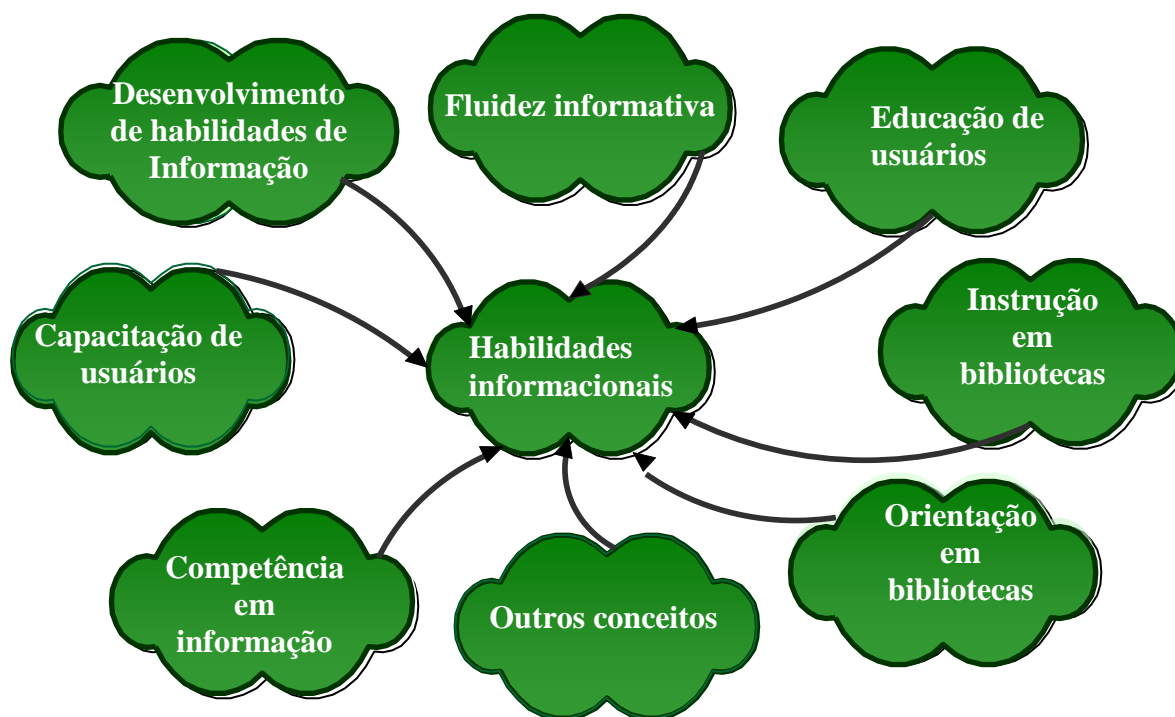 Desenvolvimento
de habilidades de
Informação
Fluidez informativa
Educação de
usuários
Capacitação de
usuários
Habilidades
informacionais
Instrução
em
bibliotecas
Competência
em
informação
Outros conceitos
Orientação
em
bibliotecas